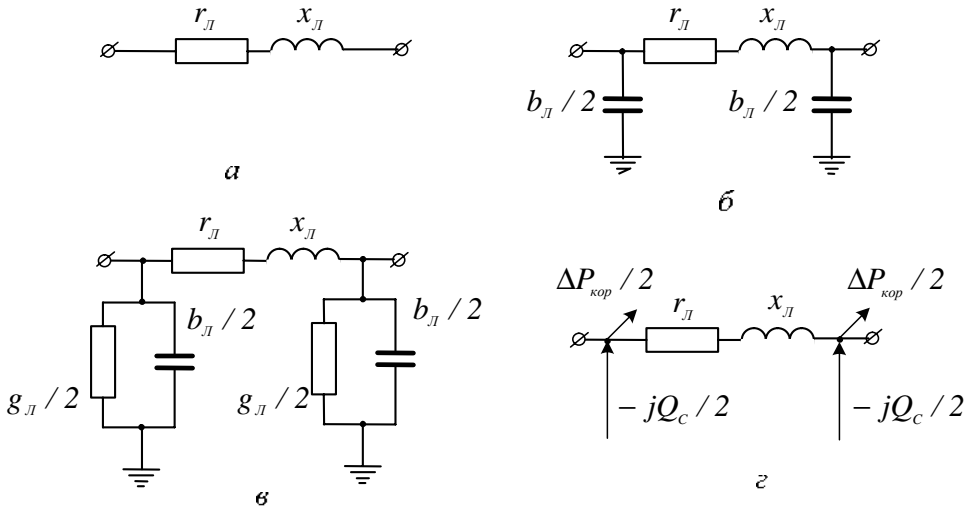 r_Л x_Л
а
r_Л x_Л
b_Л / 2 b_Л / 2
б
r_Л x_Л
b_Л / 2 b_Л / 2
g_Л / 2 g_Л / 2
в
ΔP_кор / 2 ΔP_кор / 2
r_Л x_Л
− jQ_C / 2 − jQ_C / 2
г